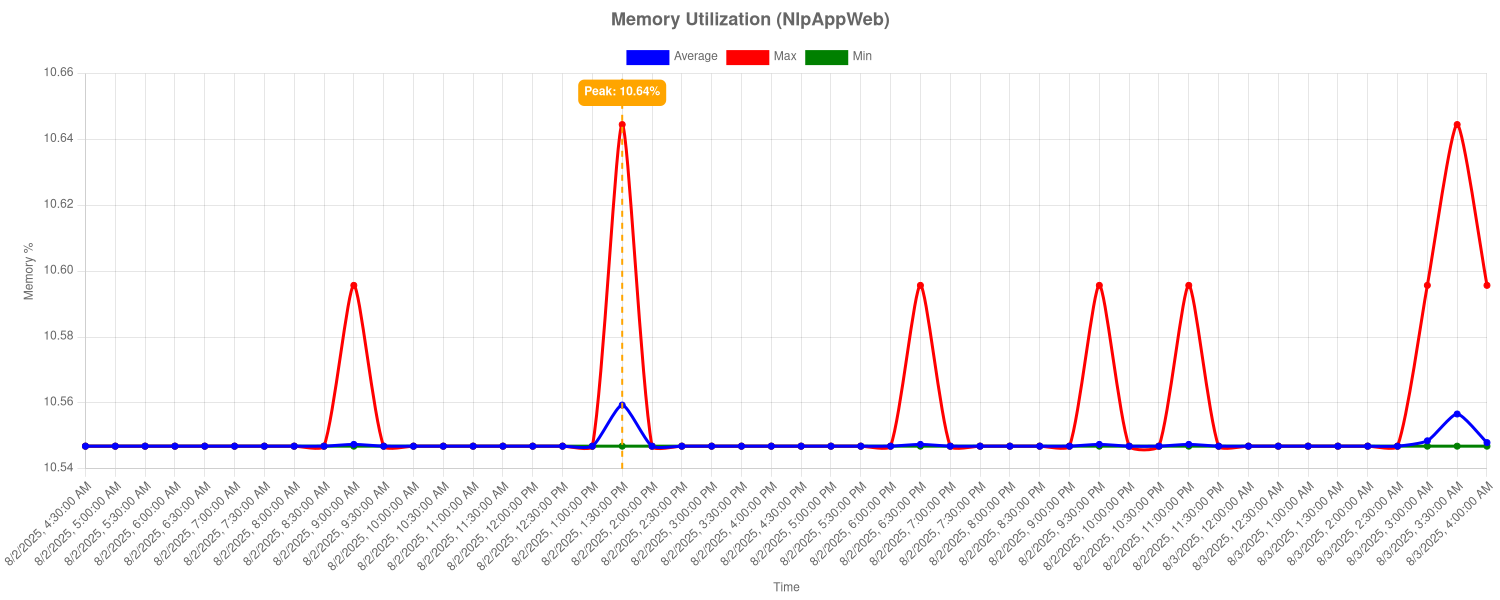 Memory Utilization (NlpAppWeb)
Average Max Min
Peak: 10.64%
10.66
10.64
10.62
10.60
10.58
10.56
10.54
Memory %
8/2/2025, 4:30:00 AM
8/2/2025, 5:00:00 AM
8/2/2025, 5:30:00 AM
8/2/2025, 6:00:00 AM
8/2/2025, 6:30:00 AM
8/2/2025, 7:00:00 AM
8/2/2025, 7:30:00 AM
8/2/2025, 8:00:00 AM
8/2/2025, 8:30:00 AM
8/2/2025, 9:00:00 AM
8/2/2025, 9:30:00 AM
8/2/2025, 10:00:00 AM
8/2/2025, 10:30:00 AM
8/2/2025, 11:00:00 AM
8/2/2025, 11:30:00 AM
8/2/2025, 12:00:00 PM
8/2/2025, 12:30:00 PM
8/2/2025, 1:00:00 PM
8/2/2025, 1:30:00 PM
8/2/2025, 2:00:00 PM
8/2/2025, 2:30:00 PM
8/2/2025, 3:00:00 PM
8/2/2025, 3:30:00 PM
8/2/2025, 4:00:00 PM
8/2/2025, 4:30:00 PM
8/2/2025, 5:00:00 PM
8/2/2025, 5:30:00 PM
8/2/2025, 6:00:00 PM
8/2/2025, 6:30:00 PM
8/2/2025, 7:00:00 PM
8/2/2025, 7:30:00 PM
8/2/2025, 8:00:00 PM
8/2/2025, 8:30:00 PM
8/2/2025, 9:00:00 PM
8/2/2025, 9:30:00 PM
8/2/2025, 10:00:00 PM
8/2/2025, 10:30:00 PM
8/2/2025, 11:00:00 PM
8/2/2025, 11:30:00 PM
8/3/2025, 12:00:00 AM
8/3/2025, 12:30:00 AM
8/3/2025, 1:00:00 AM
8/3/2025, 1:30:00 AM
8/3/2025, 2:00:00 AM
8/3/2025, 2:30:00 AM
8/3/2025, 3:00:00 AM
8/3/2025, 3:30:00 AM
8/3/2025, 4:00:00 AM
Time